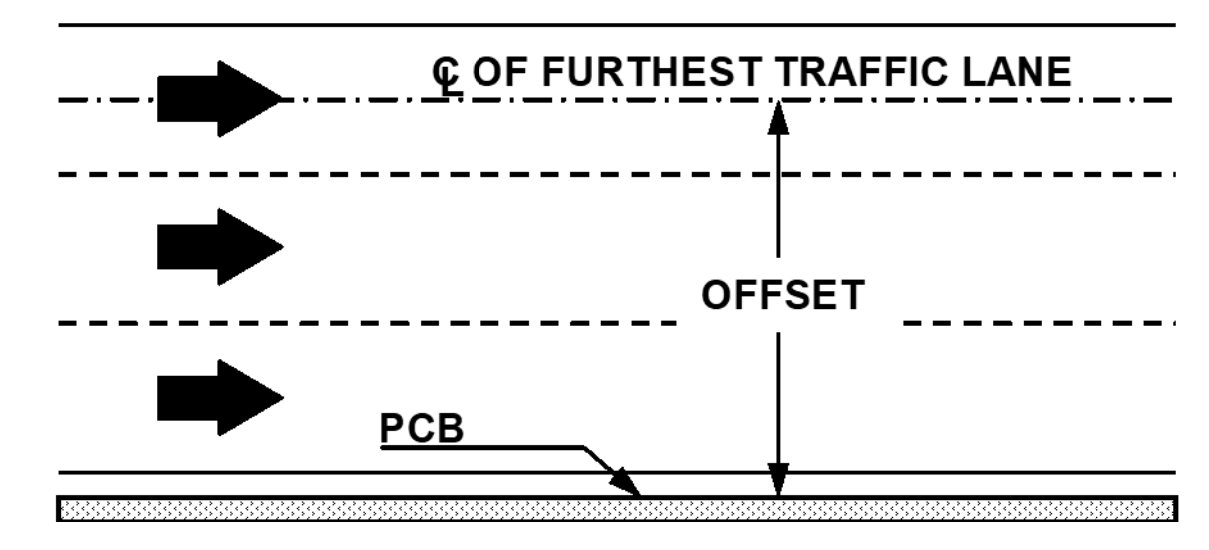 ℄ OF FURTHEST TRAFFIC LANE
OFFSET
PCB